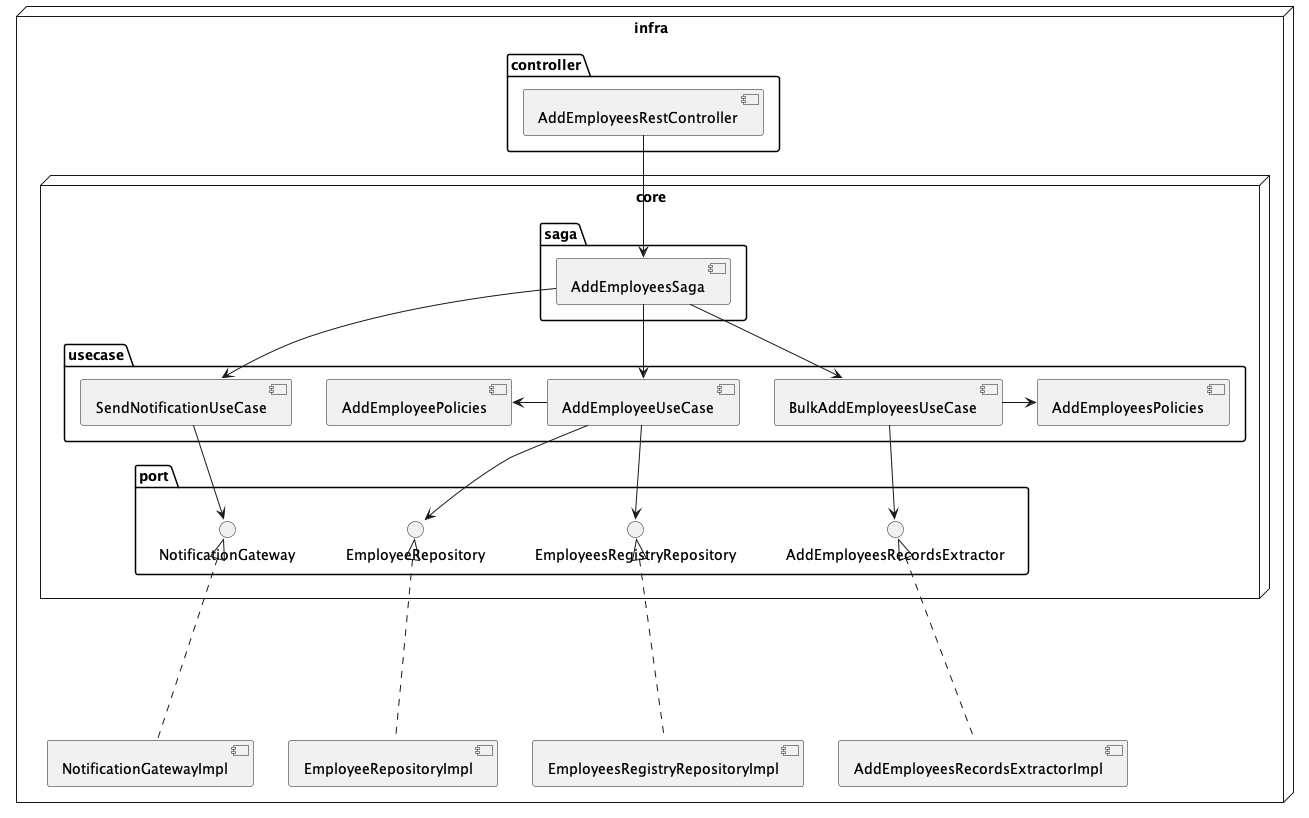 infra
controller
AddEmployeesRestController
core
saga
AddEmployeesSaga
usecase
SendNotificationUseCase
AddEmployeePolicies
AddEmployeeUseCase
BulkAddEmployeesUseCase
AddEmployeesPolicies
port
NotificationGateway
EmployeeRepository
EmployeesRegistryRepository
AddEmployeesRecordsExtractor
NotificationGatewayImpl
EmployeeRepositoryImpl
EmployeesRegistryRepositoryImpl
AddEmployeesRecordsExtractorImpl